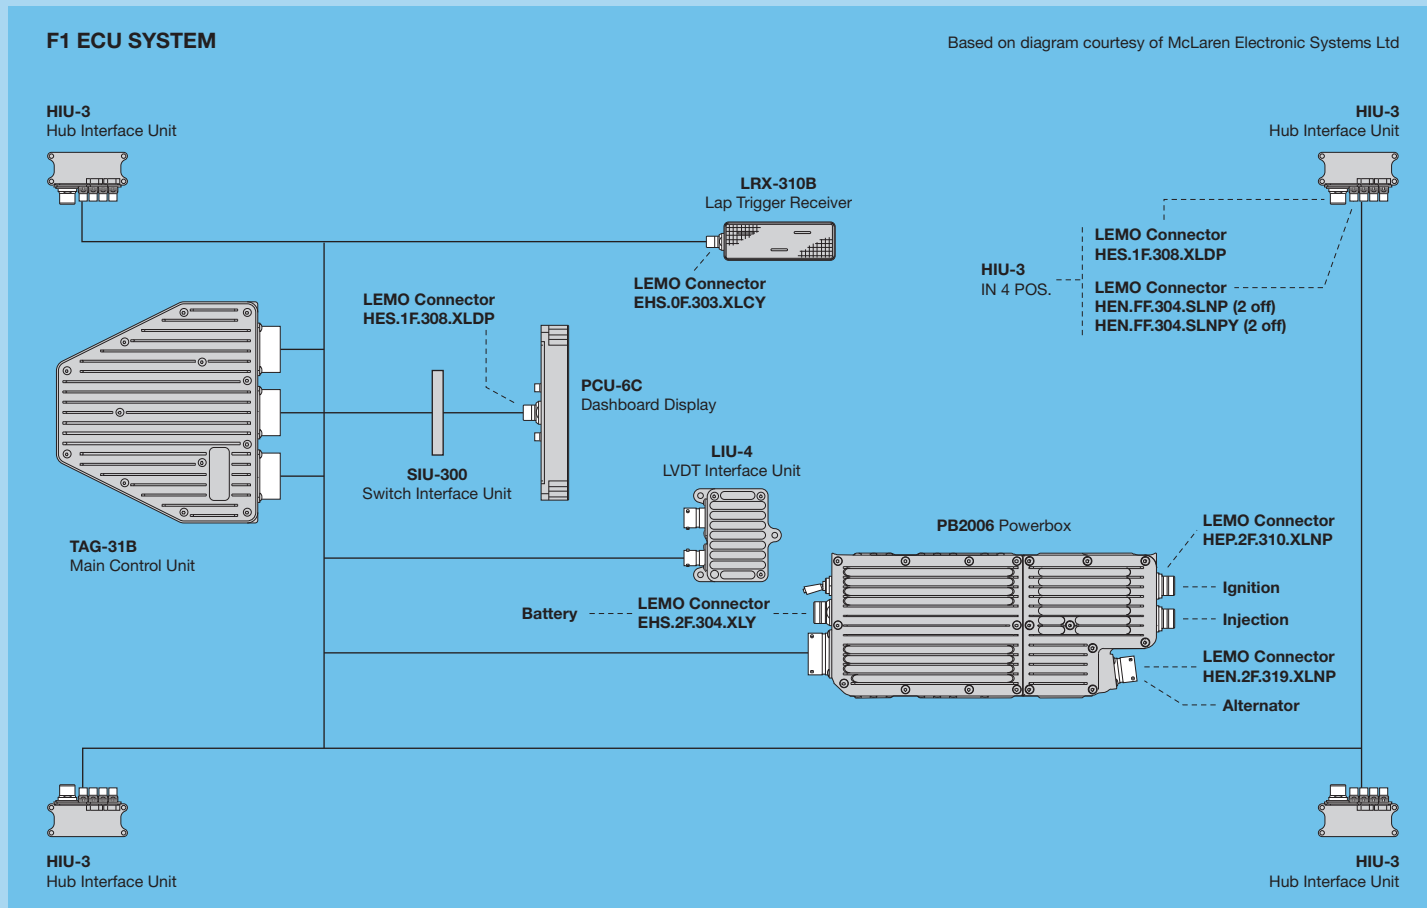 F1 ECU SYSTEM
Based on diagram courtesy of McLaren Electronic Systems Ltd
HIU-3
Hub Interface Unit
HIU-3
Hub Interface Unit
LRX-310B
Lap Trigger Receiver
LEMO Connector
EHS.0F.303.XLCY
HIU-3
IN 4 POS.
LEMO Connector
HES.1F.308.XLDP
LEMO Connector
HEN.FF.304.SLNP (2 off)
HEN.FF.304.SLNPY (2 off)
LEMO Connector
HES.1F.308.XLDP
PCU-6C
Dashboard Display
SIU-300
Switch Interface Unit
LIU-4
LVDT Interface Unit
TAG-31B
Main Control Unit
PB2006 Powerbox
LEMO Connector
HEP.2F.310.XLNP
Ignition
Injection
Battery
LEMO Connector
EHS.2F.304.XLY
LEMO Connector
HEN.2F.319.XLNP
Alternator
HIU-3
Hub Interface Unit
HIU-3
Hub Interface Unit